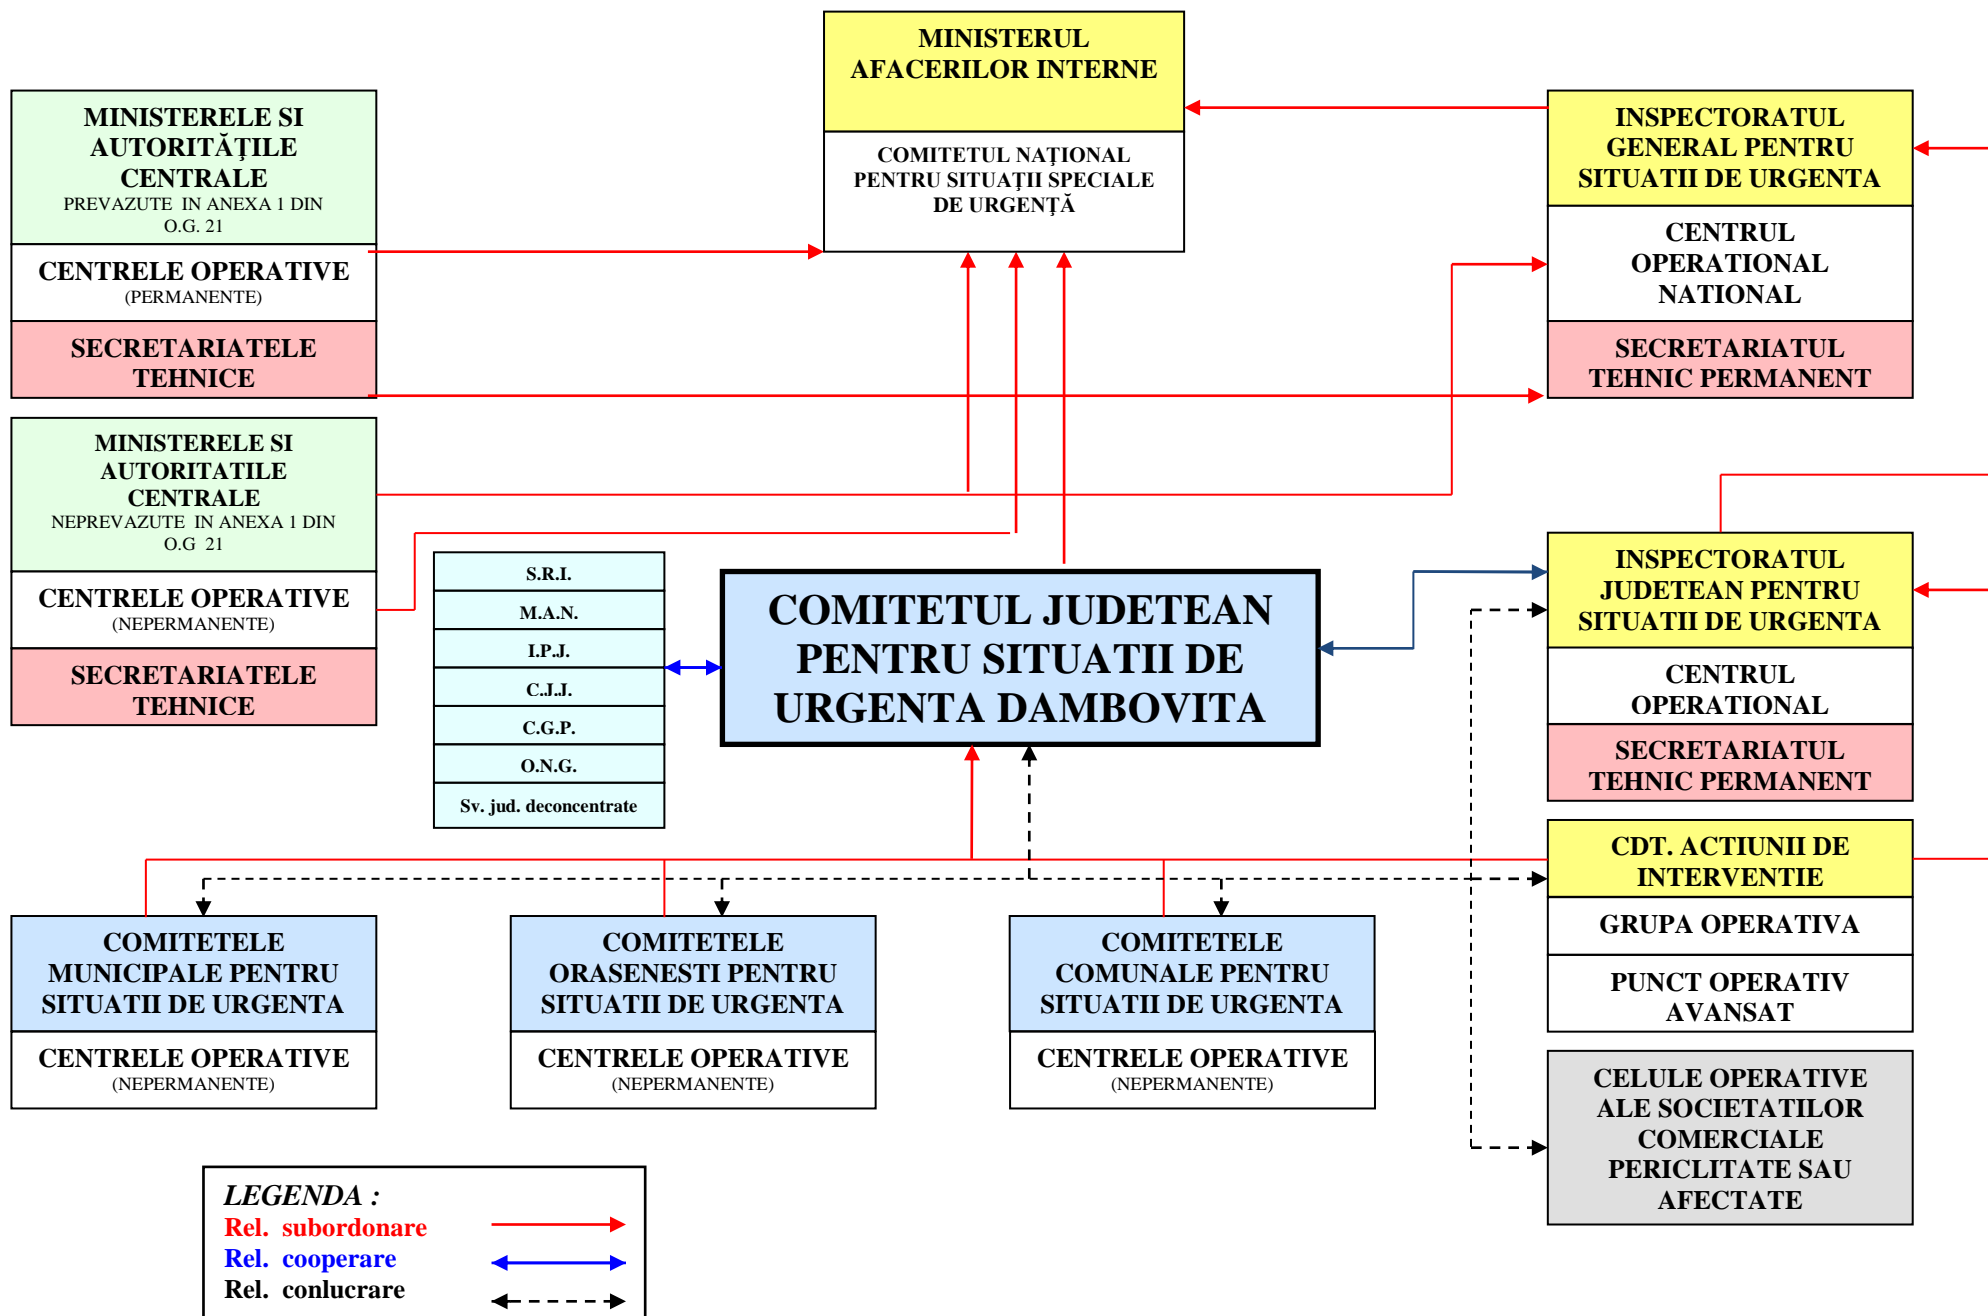 MINISTERUL
AFACERILOR INTERNE
COMITETUL NAŢIONAL
PENTRU SITUAŢII SPECIALE
DE URGENŢĂ
MINISTERELE SI
AUTORITĂŢILE
CENTRALE
PREVAZUTE IN ANEXA 1 DIN
O.G. 21
CENTRELE OPERATIVE
(PERMANENTE)
SECRETARIATELE
TEHNICE
INSPECTORATUL
GENERAL PENTRU
SITUATII DE URGENTA
CENTRUL
OPERATIONAL
NATIONAL
SECRETARIATUL
TEHNIC PERMANENT
MINISTERELE SI
AUTORITATILE
CENTRALE
NEPREVAZUTE IN ANEXA 1 DIN
O.G 21
CENTRELE OPERATIVE
(NEPERMANENTE)
SECRETARIATELE
TEHNICE
S.R.I.
M.A.N.
I.P.J.
C.J.J.
C.G.P.
O.N.G.
Sv. jud. deconcentrate
COMITETUL JUDETEAN
PENTRU SITUATII DE
URGENTA DAMBOVITA
INSPECTORATUL
JUDETEAN PENTRU
SITUATII DE URGENTA
CENTRUL
OPERATIONAL
SECRETARIATUL
TEHNIC PERMANENT
CDT. ACTIUNII DE
INTERVENTIE
GRUPA OPERATIVA
PUNCT OPERATIV
AVANSAT
COMITETELE
MUNICIPALE PENTRU
SITUATII DE URGENTA
CENTRELE OPERATIVE
(NEPERMANENTE)
COMITETELE
ORASENESTI PENTRU
SITUATII DE URGENTA
CENTRELE OPERATIVE
(NEPERMANENTE)
COMITETELE
COMUNALE PENTRU
SITUATII DE URGENTA
CENTRELE OPERATIVE
(NEPERMANENTE)
CELULE OPERATIVE
ALE SOCIETATILOR
COMERCIALE
PERICLITATE SAU
AFECTATE
LEGENDA :
Rel. subordonare
Rel. cooperare
Rel. conlucrare